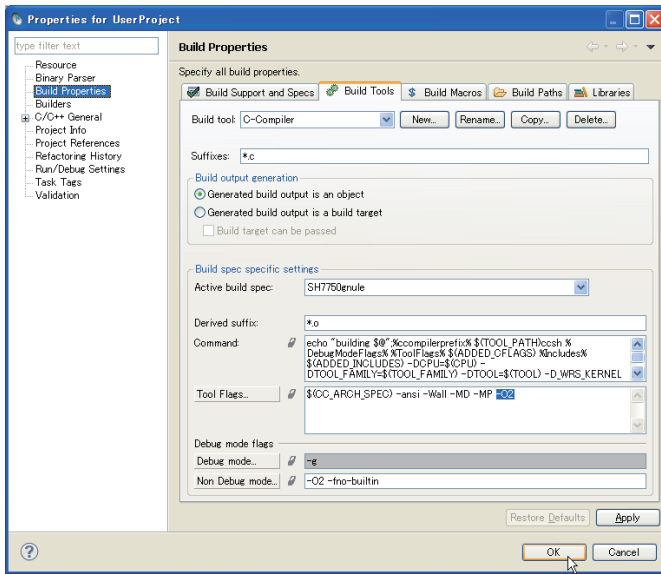 Properties for UserProject
type filter text
Resource
Binary Parser
Build Properties
Builders
C/C++ General
Project Info
Project References
Refactoring History
Run/Debug Settings
Task Tags
Validation
Build Properties
Specify all build properties.
Build Support and Specs Build Tools Build Macros Build Paths Libraries
Build tool: C-Compiler New... Rename... Copy... Delete...
Suffixes: *.c
Build output generation
Generated build output is an object
Generated build output is a build target
Build target can be passed
Build spec specific settings
Active build spec: SH7750gnule
Derived suffix: *.o
Command: echo "building $@";%ccompilerprefix% $(TOOL_PATH)ccsh %
DebugModeFlags% %ToolFlags% $(ADDED_CFLAGS) %Includes%
$(ADDED_INCLUDES) -DCPU=$(CPU) -
DTOOL_FAMILY=$(TOOL_FAMILY) -DTOOL=$(TOOL) -D_WRS_KERNEL
Tool Flags... $(CC_ARCH_SPEC) -ansi -Wall -MD -MP -O2
Debug mode flags
Debug mode... -g
Non Debug mode... -O2 -fno-builtin
Restore Defaults Apply
OK Cancel